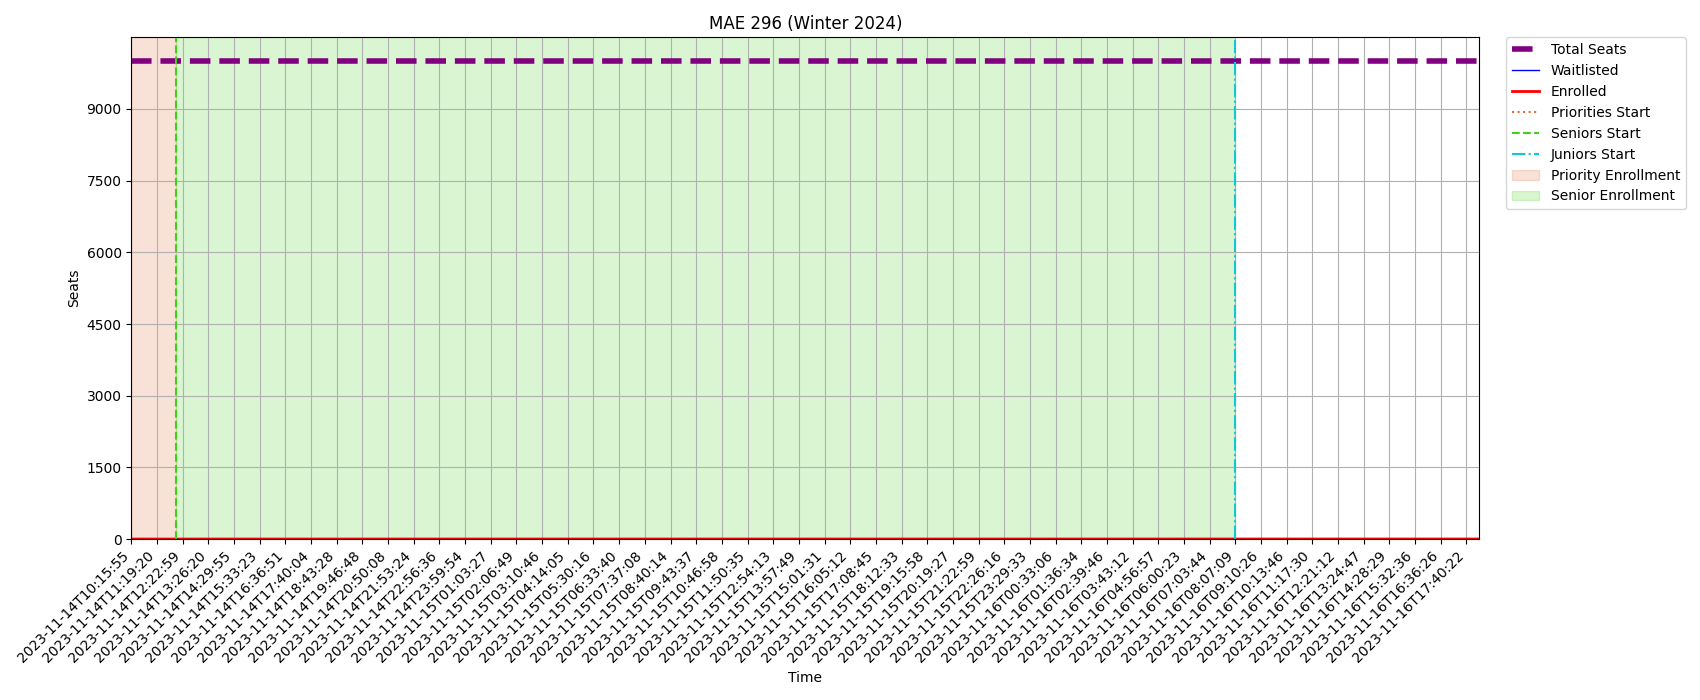 MAE 296 (Winter 2024)
Total Seats
Waitlisted
Enrolled
Priorities Start
Seniors Start
Juniors Start
Priority Enrollment
Senior Enrollment
Seats
9000
7500
6000
4500
3000
1500
0
2023-11-14T10:15:55
2023-11-14T11:19:20
2023-11-14T12:22:59
2023-11-14T13:26:20
2023-11-14T14:29:55
2023-11-14T15:33:23
2023-11-14T16:36:51
2023-11-14T17:40:04
2023-11-14T18:43:28
2023-11-14T19:46:48
2023-11-14T20:50:08
2023-11-14T21:53:24
2023-11-14T22:56:36
2023-11-14T23:59:54
2023-11-15T01:03:27
2023-11-15T02:06:49
2023-11-15T03:10:46
2023-11-15T04:14:05
2023-11-15T05:30:16
2023-11-15T06:33:40
2023-11-15T07:37:08
2023-11-15T08:40:14
2023-11-15T09:43:37
2023-11-15T10:46:58
2023-11-15T11:50:35
2023-11-15T12:54:13
2023-11-15T13:57:49
2023-11-15T15:01:31
2023-11-15T16:05:12
2023-11-15T17:08:45
2023-11-15T18:12:33
2023-11-15T19:15:58
2023-11-15T20:19:27
2023-11-15T21:22:59
2023-11-15T22:26:16
2023-11-15T23:29:33
2023-11-16T00:33:06
2023-11-16T01:36:34
2023-11-16T02:39:46
2023-11-16T03:43:12
2023-11-16T04:56:57
2023-11-16T06:00:23
2023-11-16T07:03:44
2023-11-16T08:07:09
2023-11-16T09:10:26
2023-11-16T10:13:46
2023-11-16T11:17:30
2023-11-16T12:21:12
2023-11-16T13:24:47
2023-11-16T14:28:29
2023-11-16T15:32:36
2023-11-16T16:36:26
2023-11-16T17:40:22
Time